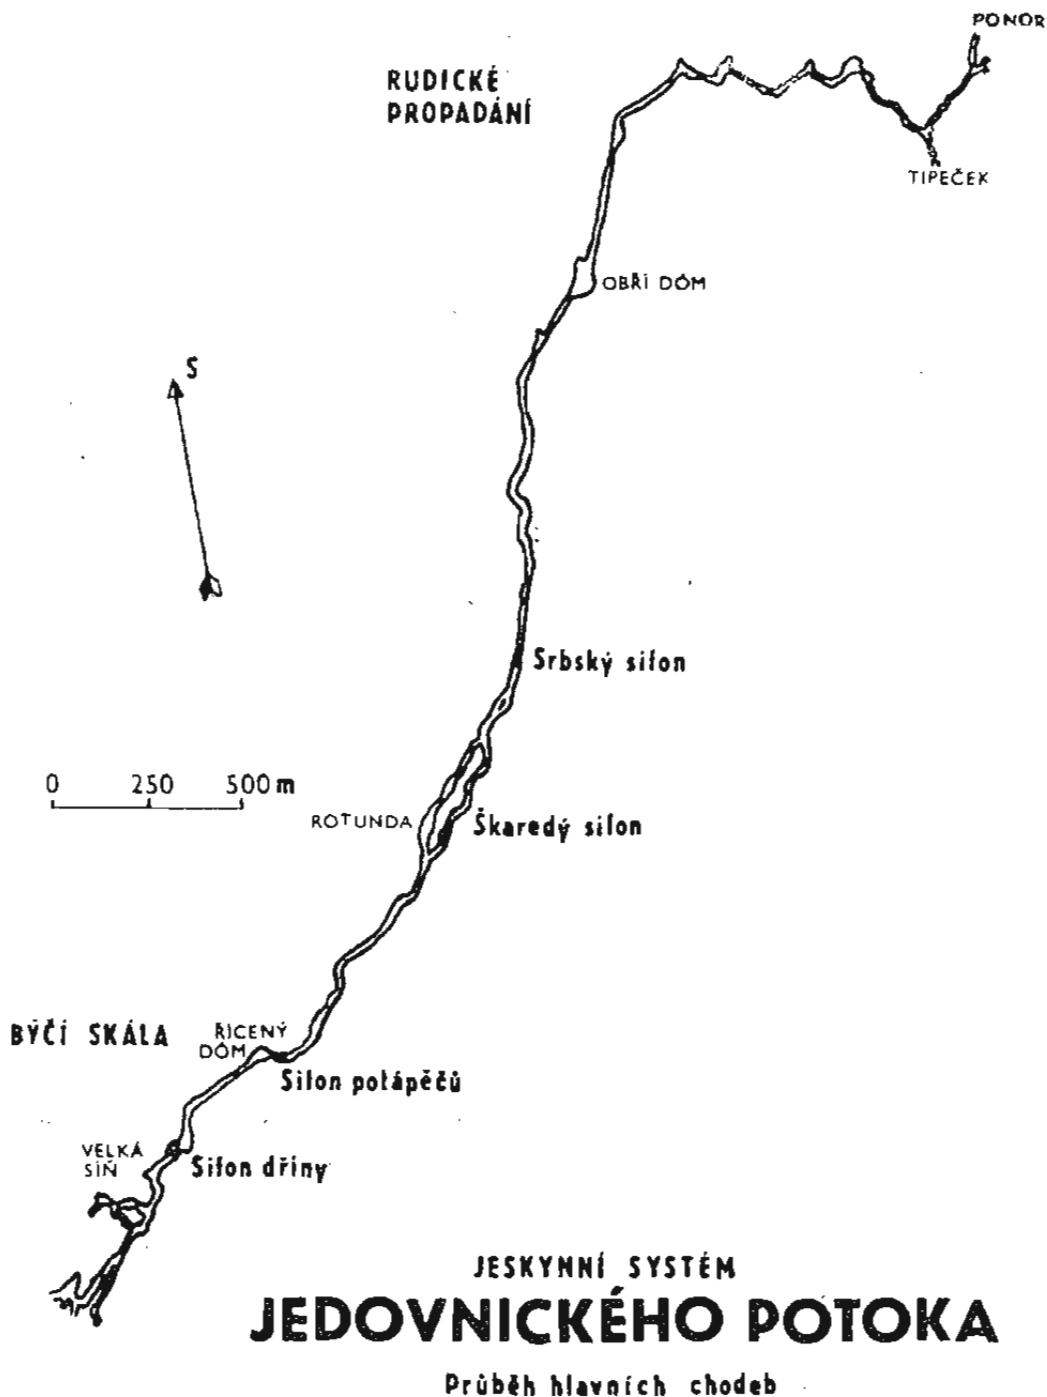 PONOR
RUDICKÉ
PROPADÁNÍ
TIPEČEK
OBŘÍ DÓM
S
Srbský sifon
0 250 500 m
ROTUNDA
Škaredý sifon
BÝČÍ SKÁLA
ŘICENÝ
DÓM
Sifon potápěčů
VELKÁ
SÍŇ
Sifon dřiny
JESKYNNÍ SYSTÉM
JEDOVNICKÉHO POTOKA
Průběh hlavních chodeb